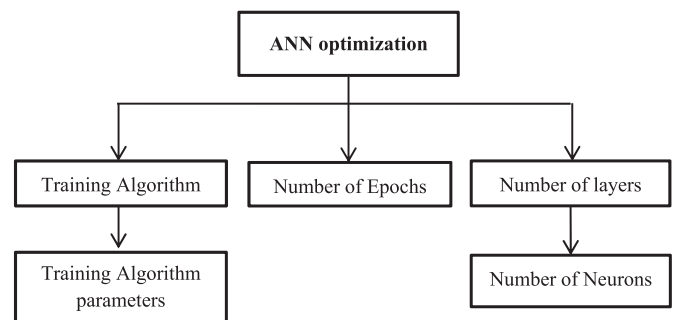 ANN optimization
Training Algorithm
Number of Epochs
Number of layers
Training Algorithm
parameters
Number of Neurons